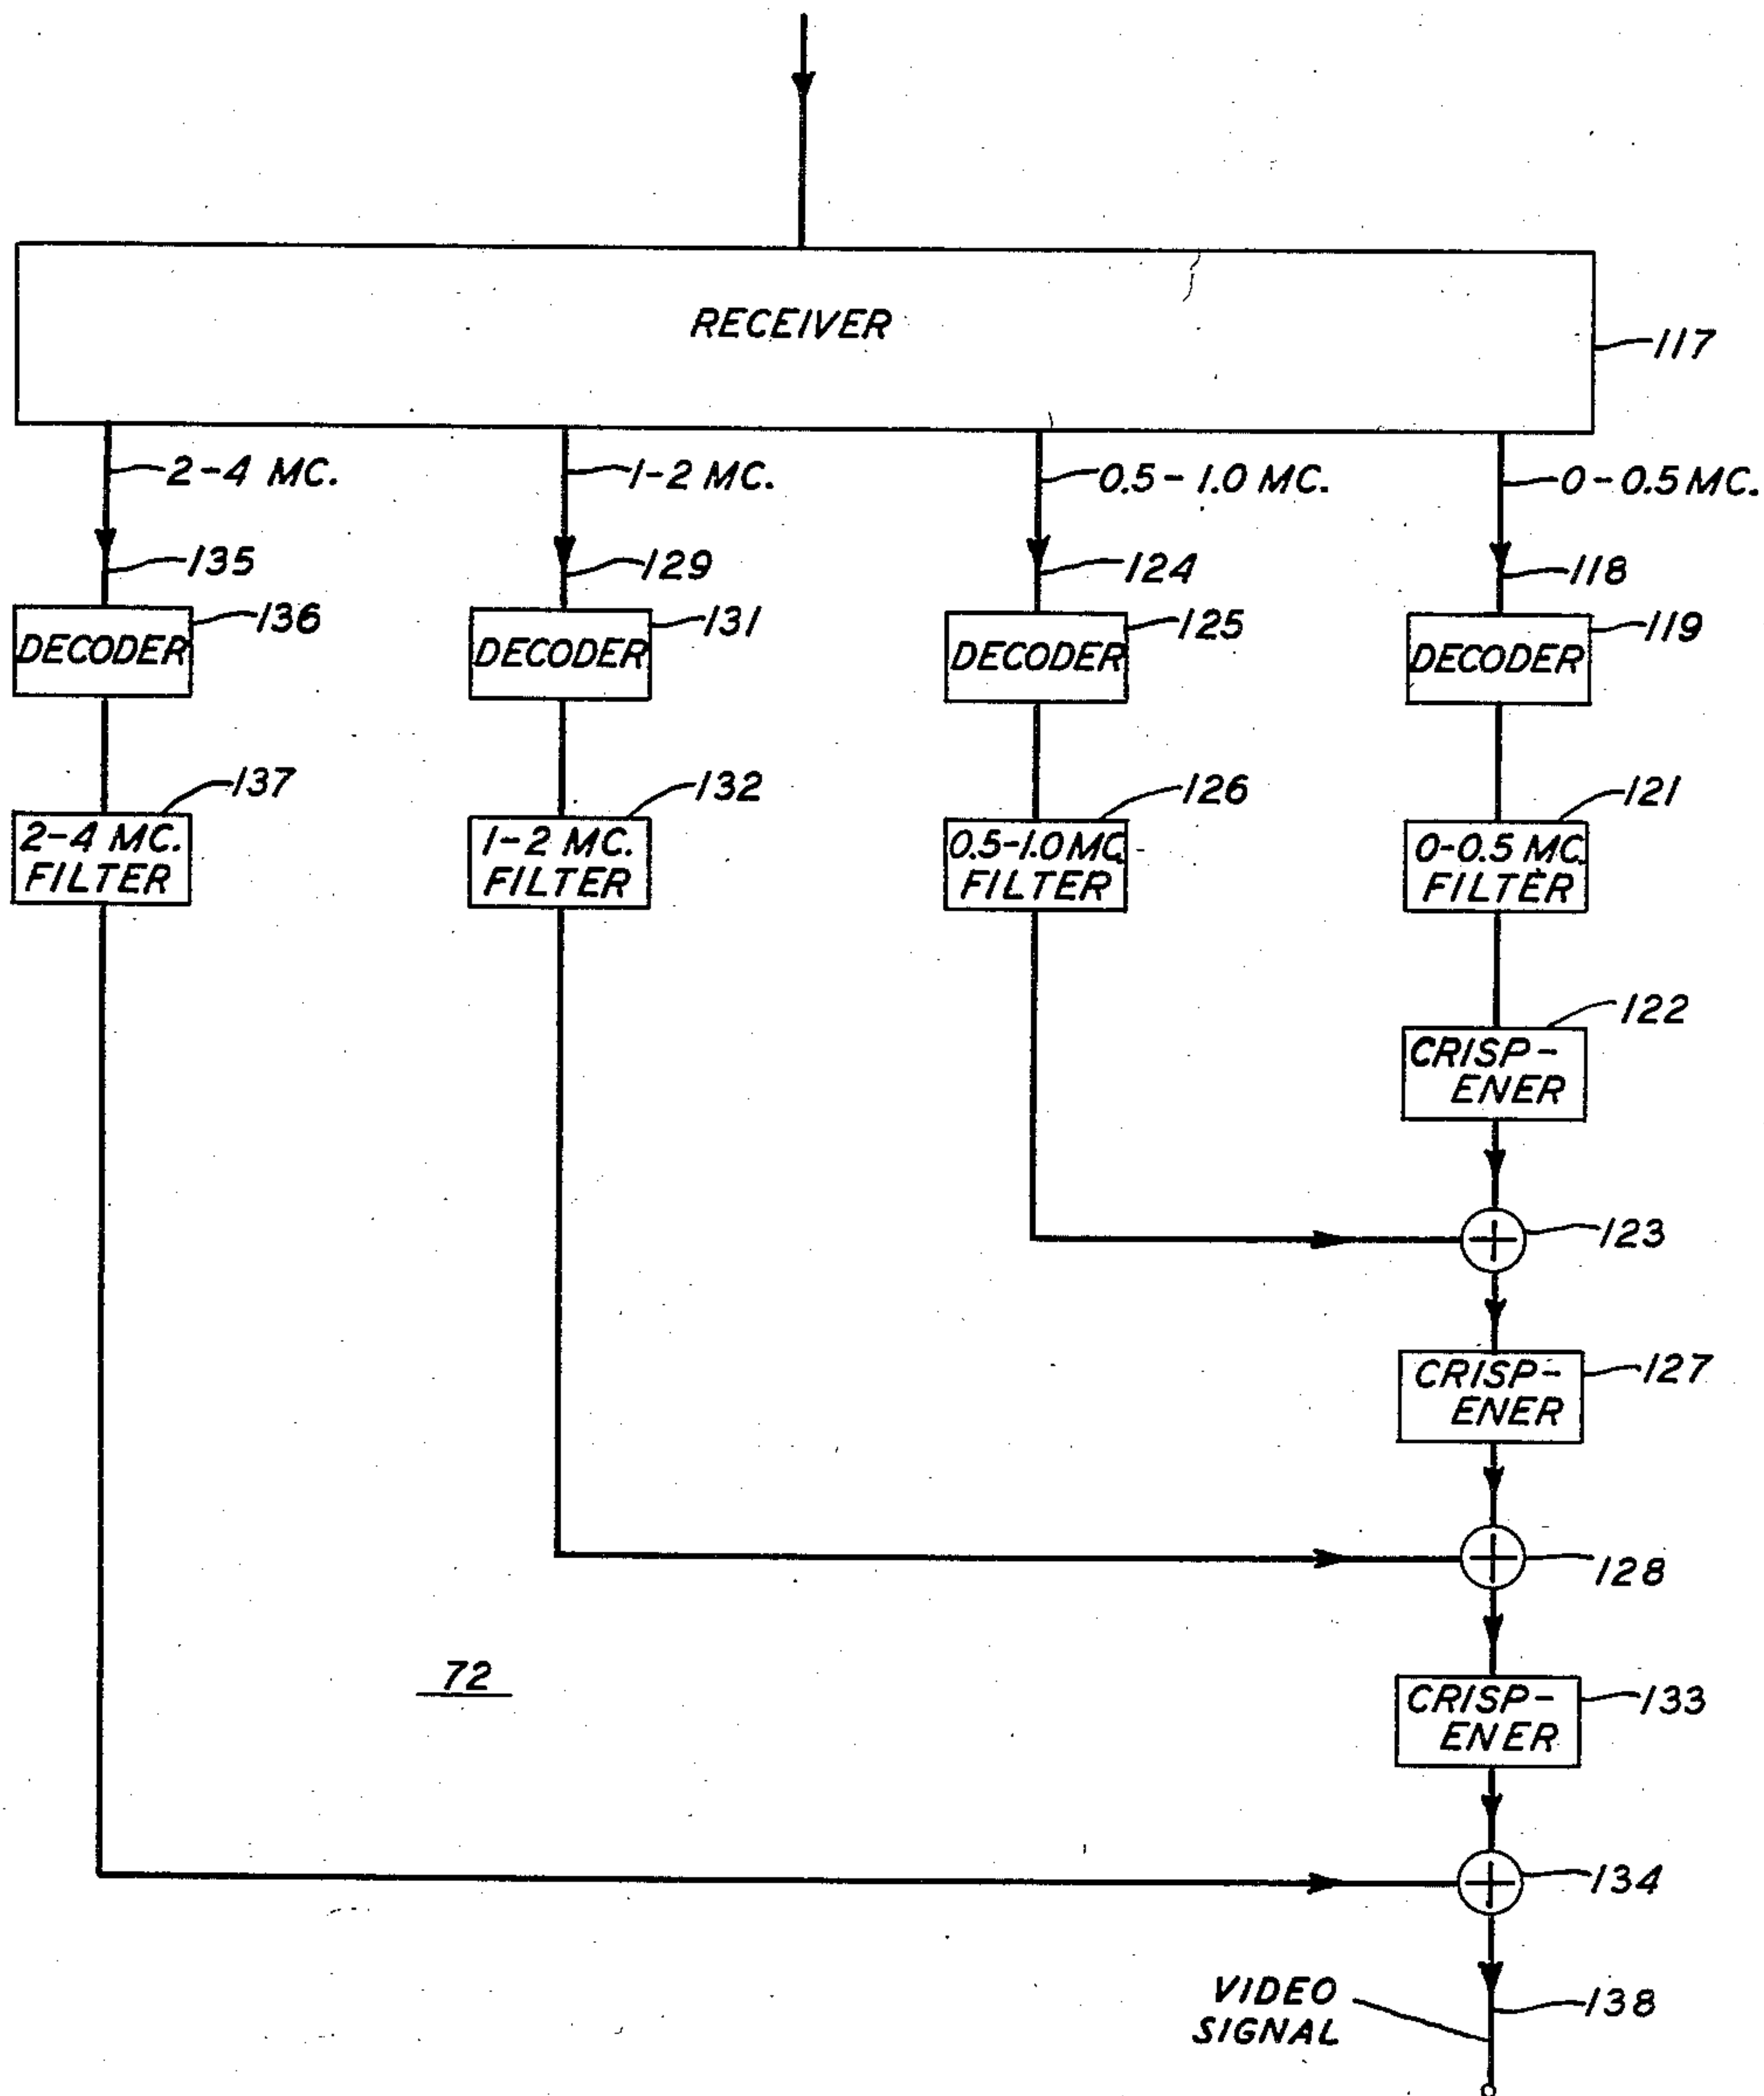 RECEIVER
117
2-4 MC.
1-2 MC.
0.5-1.0 MC.
0-0.5 MC.
135
129
124
118
136
131
125
119
DECODER
DECODER
DECODER
DECODER
137
132
126
121
2-4 MC.
FILTER
1-2 MC.
FILTER
0.5-1.0 MC.
FILTER
0-0.5 MC.
FILTER
122
CRISP-
ENER
123
127
CRISP-
ENER
128
72
133
CRISP-
ENER
134
VIDEO
SIGNAL
138